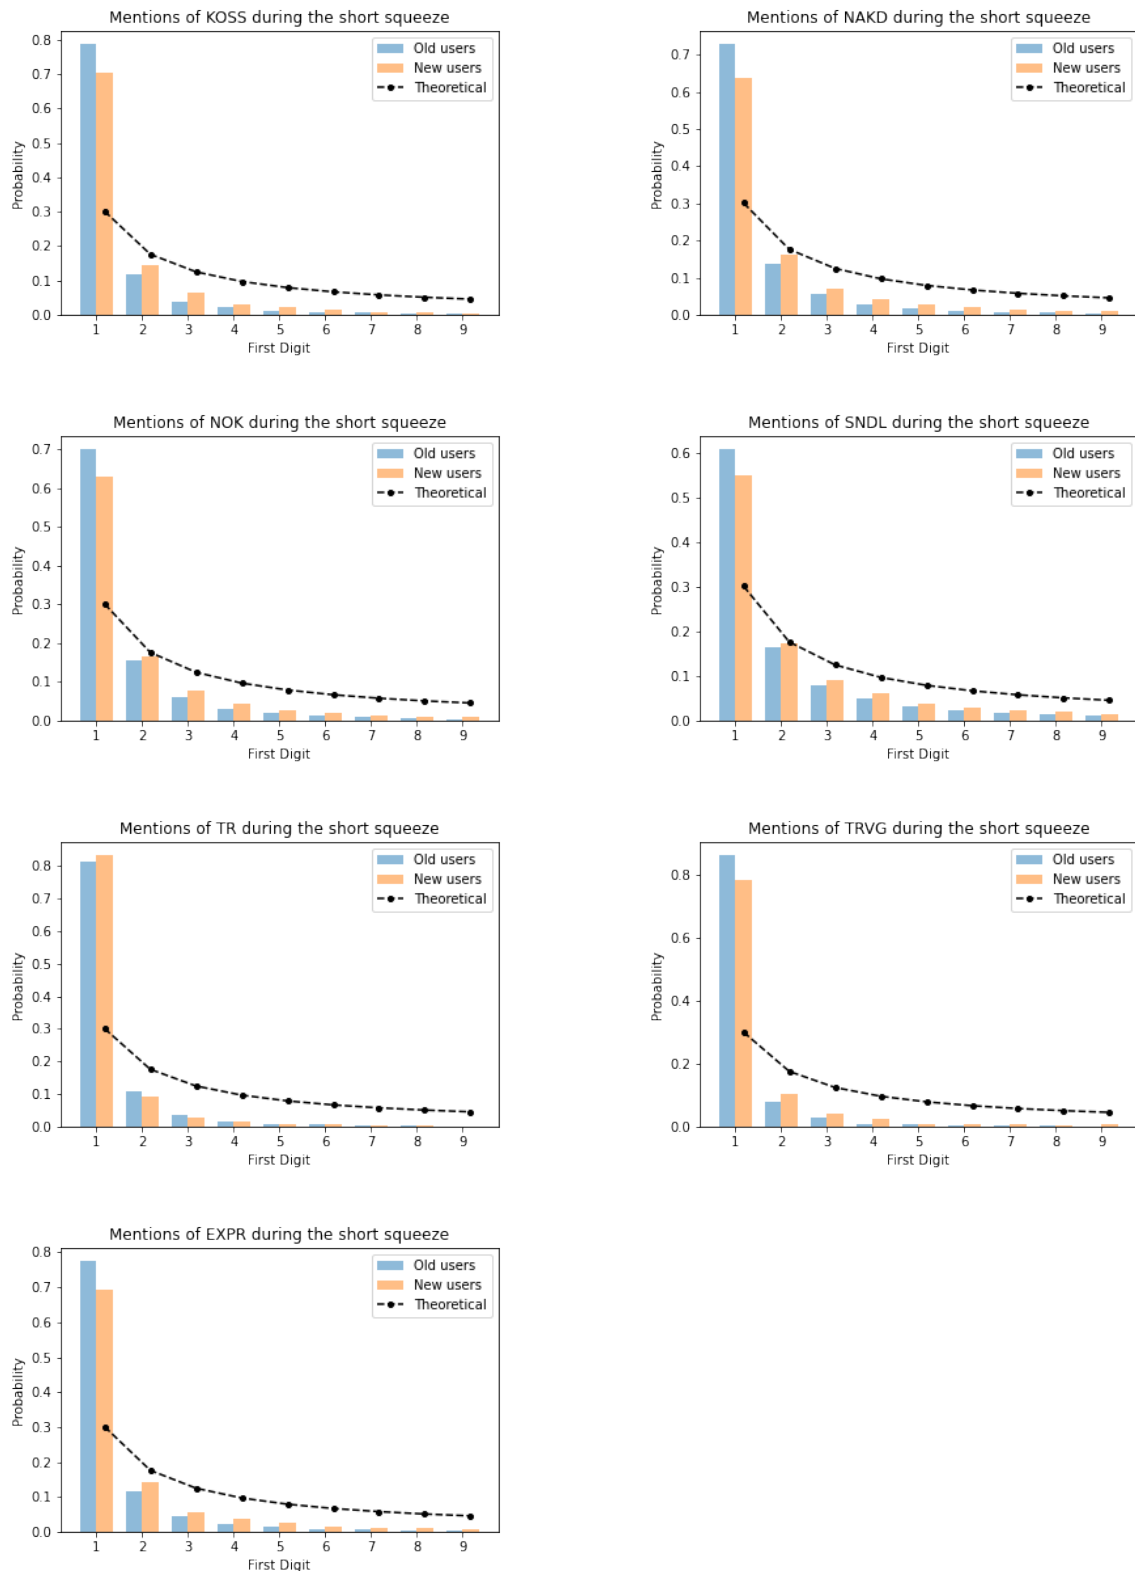 Mentions of KOSS during the short squeeze
0.8
0.7
0.6
0.5
0.4
0.3
0.2
0.1
0.0
Probability
Old users
New users
Theoretical
1 2 3 4 5 6 7 8 9
First Digit
Mentions of NAKD during the short squeeze
0.7
0.6
0.5
0.4
0.3
0.2
0.1
0.0
Probability
Old users
New users
Theoretical
1 2 3 4 5 6 7 8 9
First Digit
Mentions of NOK during the short squeeze
0.7
0.6
0.5
0.4
0.3
0.2
0.1
0.0
Probability
Old users
New users
Theoretical
1 2 3 4 5 6 7 8 9
First Digit
Mentions of SNDL during the short squeeze
0.6
0.5
0.4
0.3
0.2
0.1
0.0
Probability
Old users
New users
Theoretical
1 2 3 4 5 6 7 8 9
First Digit
Mentions of TR during the short squeeze
0.8
0.7
0.6
0.5
0.4
0.3
0.2
0.1
0.0
Probability
Old users
New users
Theoretical
1 2 3 4 5 6 7 8 9
First Digit
Mentions of TRVG during the short squeeze
0.8
0.6
0.4
0.2
0.0
Probability
Old users
New users
Theoretical
1 2 3 4 5 6 7 8 9
First Digit
Mentions of EXPR during the short squeeze
0.8
0.7
0.6
0.5
0.4
0.3
0.2
0.1
0.0
Probability
Old users
New users
Theoretical
1 2 3 4 5 6 7 8 9
First Digit